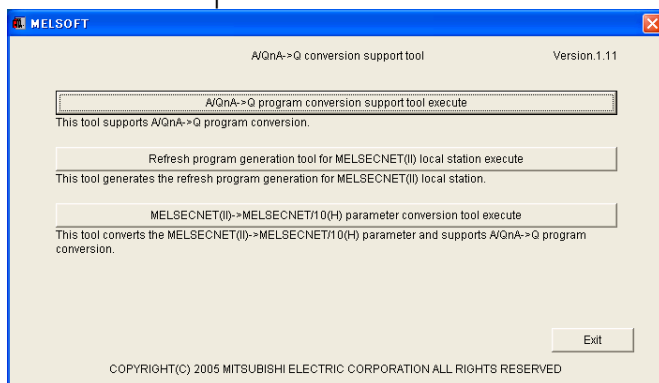 MELSOFT
A/QnA->Q conversion support tool Version.1.11
A/QnA->Q program conversion support tool execute
This tool supports A/QnA->Q program conversion.
Refresh program generation tool for MELSECNET(II) local station execute
This tool generates the refresh program generation for MELSECNET(II) local station.
MELSECNET(II)->MELSECNET/10(H) parameter conversion tool execute
This tool converts the MELSECNET(II)->MELSECNET/10(H) parameter and supports A/QnA->Q program
conversion.
Exit
COPYRIGHT(C) 2005 MITSUBISHI ELECTRIC CORPORATION ALL RIGHTS RESERVED